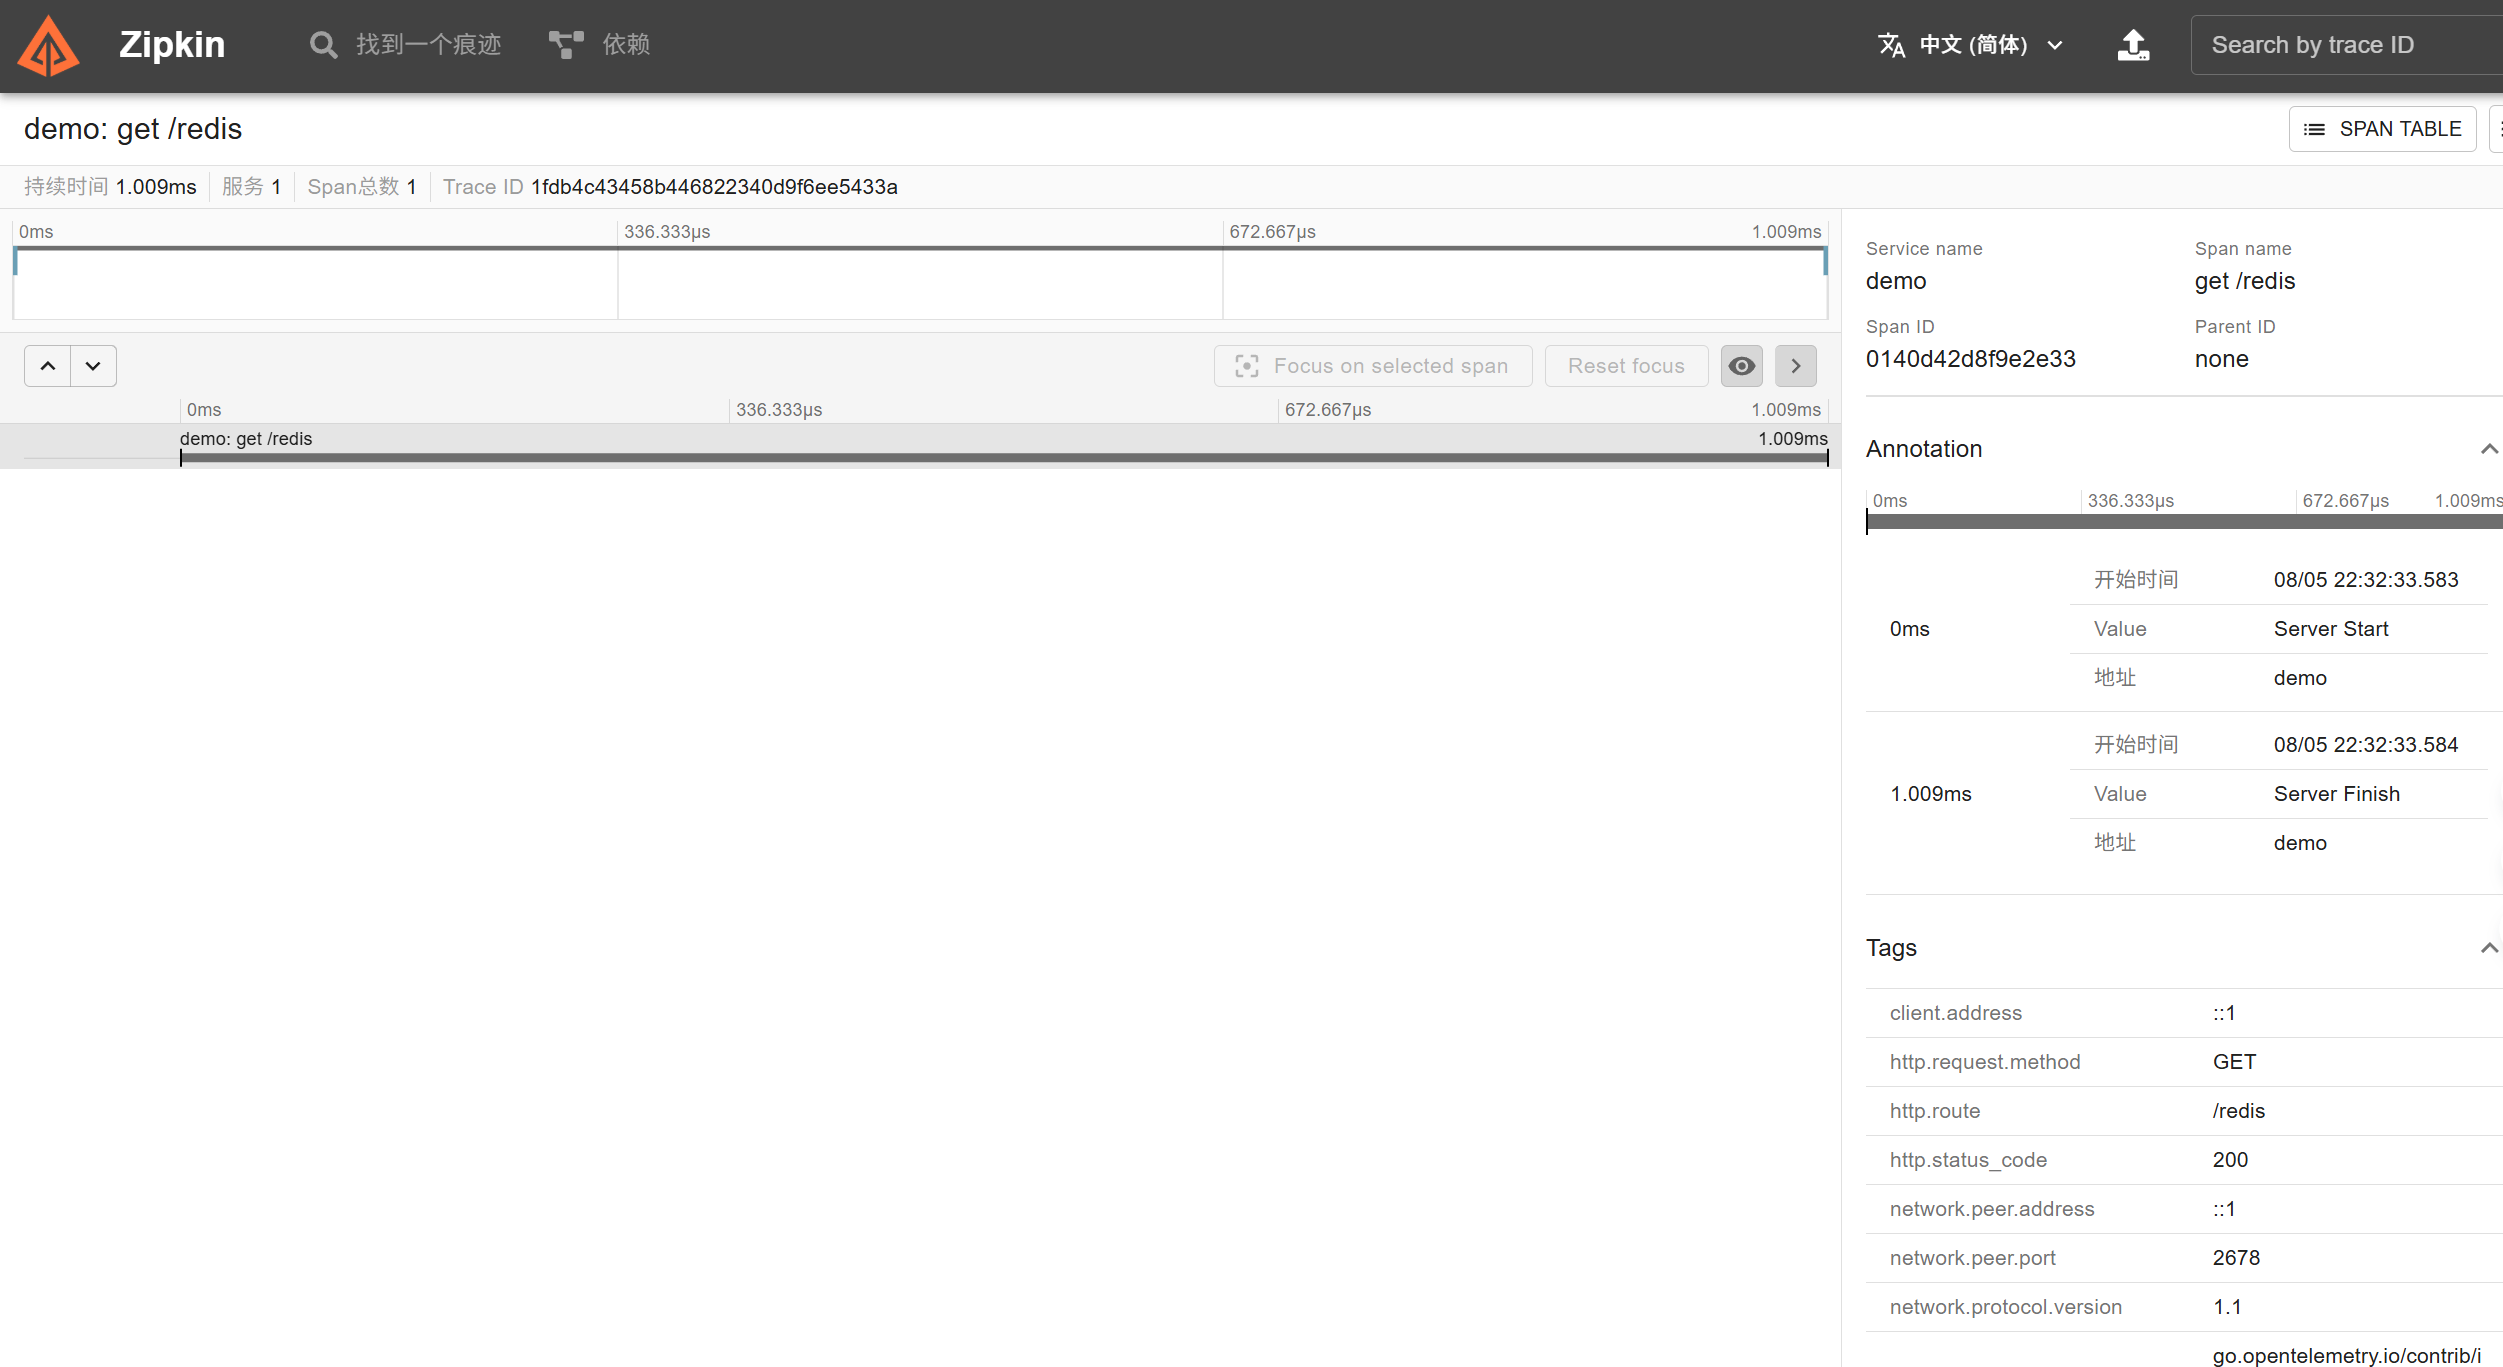 Zipkin 找到一个痕迹 依赖 中文 (简体) Search by trace ID
demo: get /redis SPAN TABLE
持续时间 1.009ms 服务 1 Span总数 1 Trace ID 1fdb4c43458b446822340d9f6ee5433a
0ms 336.333μs 672.667μs 1.009ms
Focus on selected span Reset focus
0ms 336.333μs 672.667μs 1.009ms
demo: get /redis 1.009ms
Service name Span name
demo get /redis
Span ID Parent ID
0140d42d8f9e2e33 none
Annotation
0ms 336.333μs 672.667μs 1.009ms
开始时间 08/05 22:32:33.583
0ms Value Server Start
地址 demo
开始时间 08/05 22:32:33.584
1.009ms Value Server Finish
地址 demo
Tags
client.address ::1
http.request.method GET
http.route /redis
http.status_code 200
network.peer.address ::1
network.peer.port 2678
network.protocol.version 1.1
go.opentelemetry.io/contrib/i